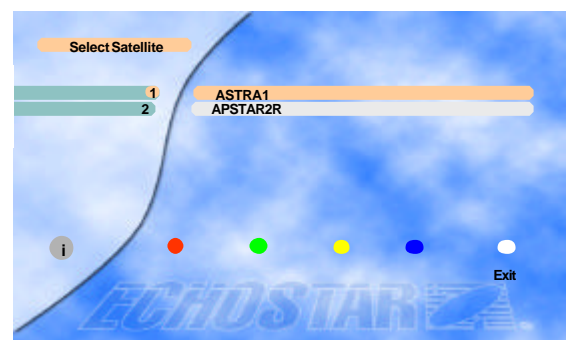 Select Satellite
1 ASTRA1
2 APSTAR2R
i
Exit
ECHOSTAR